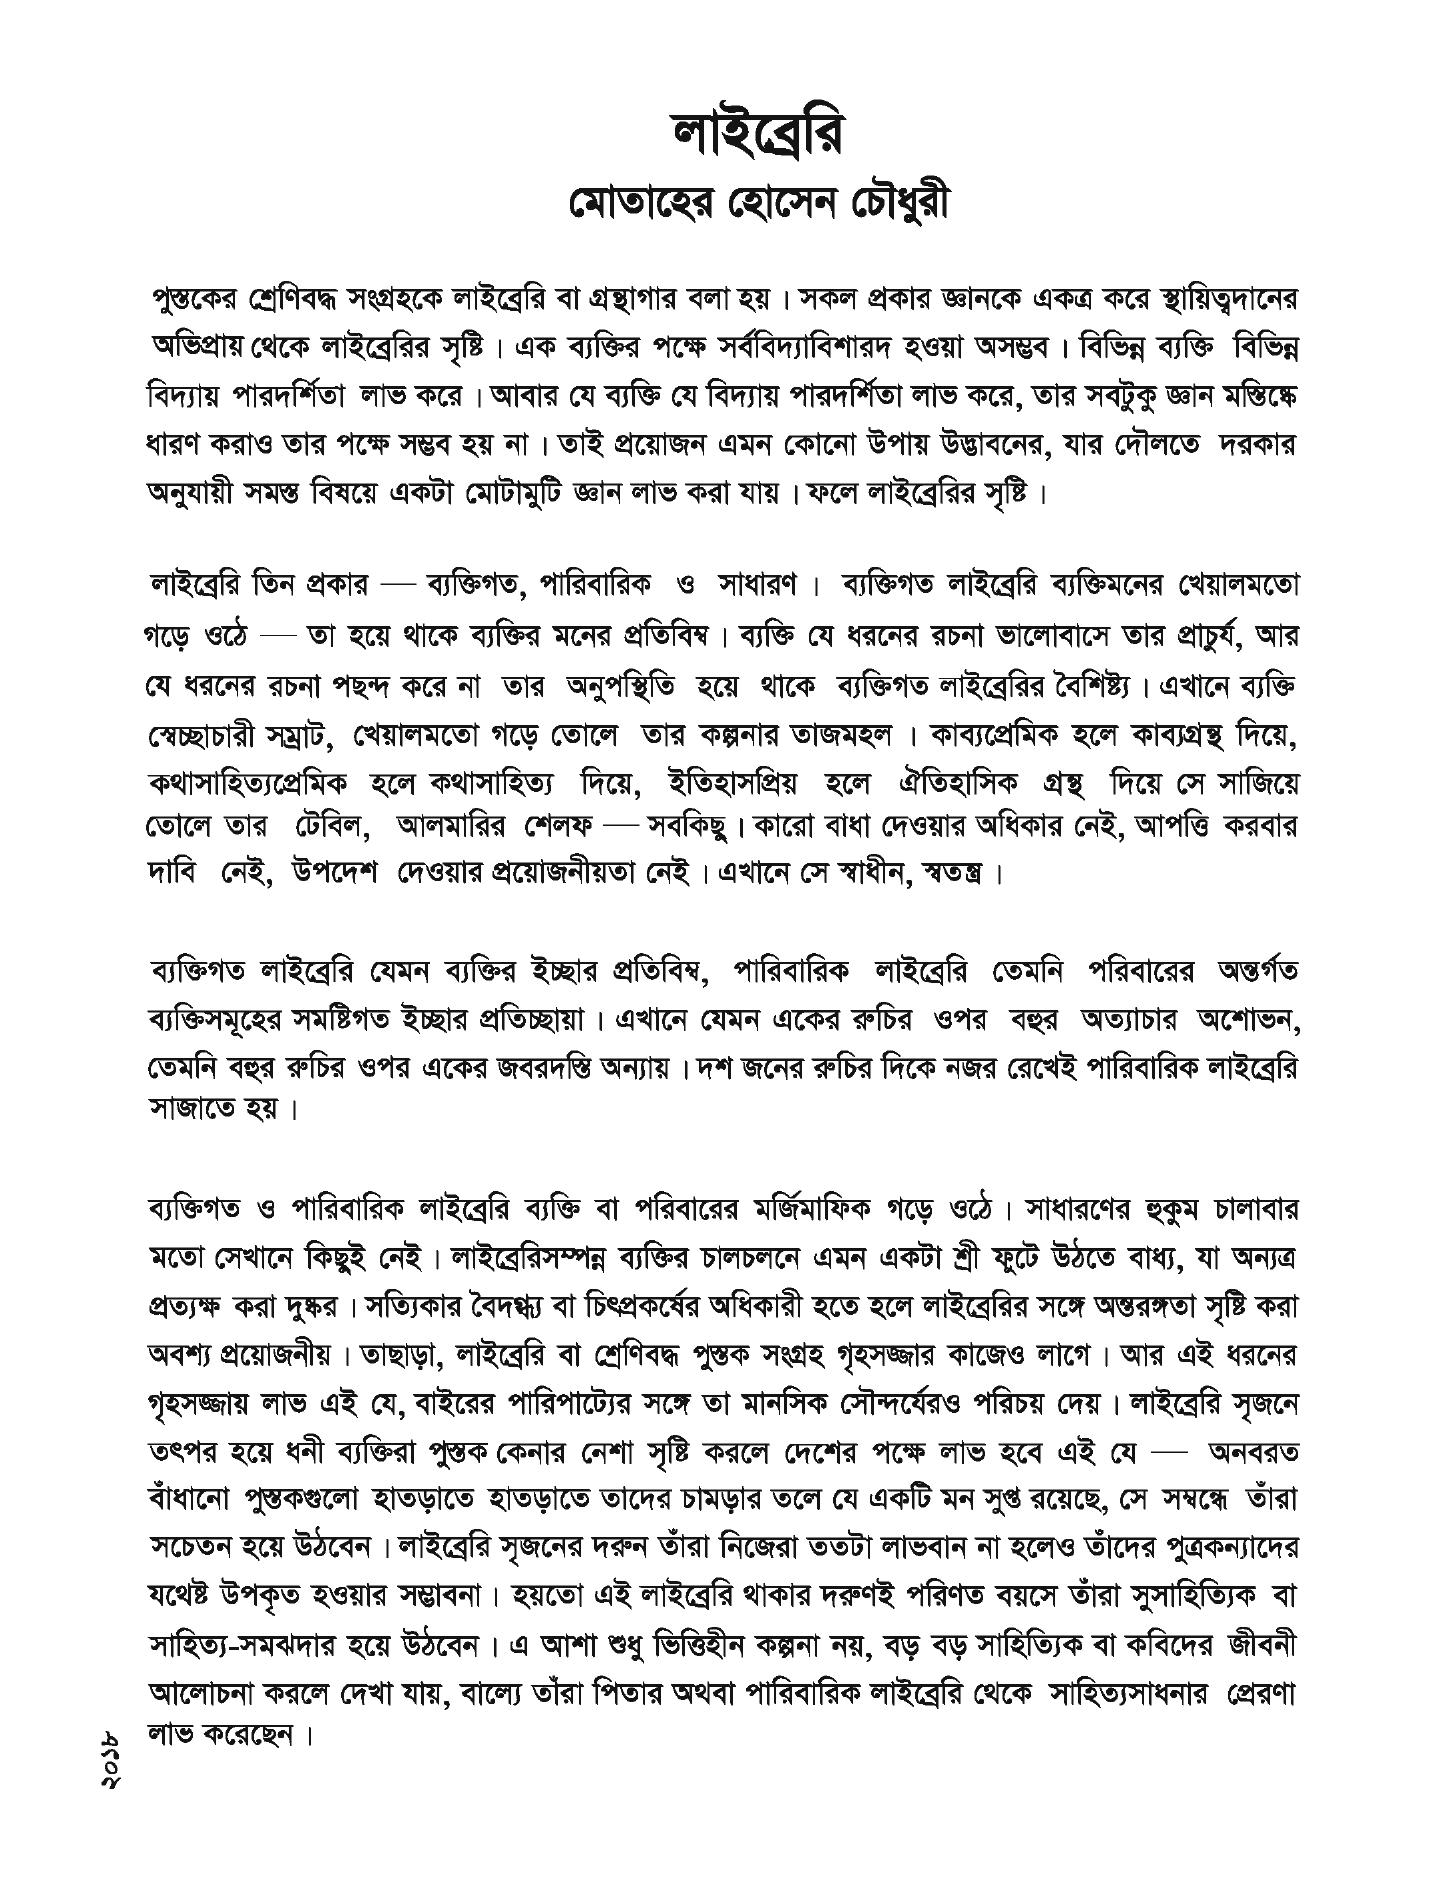 লাইব্রেরি
মোতাহের হোসেন চৌধুরী
পুস্তকের শ্রেণিবদ্ধ সংগ্রহকে লাইব্রেরি বা গ্রন্থাগার বলা হয় । সকল প্রকার জ্ঞানকে একত্র করে স্থায়িত্বদানের
অভিপ্রায় থেকে লাইব্রেরির সৃষ্টি । এক ব্যক্তির পক্ষে সর্ববিদ্যাবিশারদ হওয়া অসম্ভব । বিভিন্ন ব্যক্তি বিভিন্ন
বিদ্যায় পারদর্শিতা লাভ করে । আবার যে ব্যক্তি যে বিদ্যায় পারদর্শিতা লাভ করে, তার সবটুকু জ্ঞান মস্তিষ্কে
ধারণ করাও তার পক্ষে সম্ভব হয় না । তাই প্রয়োজন এমন কোনো উপায় উদ্ভাবনের, যার দৌলতে দরকার
অনুযায়ী সমস্ত বিষয়ে একটা মোটামুটি জ্ঞান লাভ করা যায় । ফলে লাইব্রেরির সৃষ্টি ।
লাইব্রেরি তিন প্রকার — ব্যক্তিগত, পারিবারিক ও সাধারণ । ব্যক্তিগত লাইব্রেরি ব্যক্তিমনের খেয়ালমতো
গড়ে ওঠে — তা হয়ে থাকে ব্যক্তির মনের প্রতিবিম্ব । ব্যক্তি যে ধরনের রচনা ভালোবাসে তার প্রাচুর্য, আর
যে ধরনের রচনা পছন্দ করে না তার অনুপস্থিতি হয়ে থাকে ব্যক্তিগত লাইব্রেরির বৈশিষ্ট্য । এখানে ব্যক্তি
স্বেচ্ছাচারী সম্রাট, খেয়ালমতো গড়ে তোলে তার কল্পনার তাজমহল । কাব্যপ্রেমিক হলে কাব্যগ্রন্থ দিয়ে,
কথাসাহিত্যপ্রেমিক হলে কথাসাহিত্য দিয়ে, ইতিহাসপ্রিয় হলে ঐতিহাসিক গ্রন্থ দিয়ে সে সাজিয়ে
তোলে তার টেবিল, আলমারির শেলফ — সবকিছু । কারো বাধা দেওয়ার অধিকার নেই, আপত্তি করবার
দাবি নেই, উপদেশ দেওয়ার প্রয়োজনীয়তা নেই । এখানে সে স্বাধীন, স্বতন্ত্র ।
ব্যক্তিগত লাইব্রেরি যেমন ব্যক্তির ইচ্ছার প্রতিবিম্ব, পারিবারিক লাইব্রেরি তেমনি পরিবারের অন্তর্গত
ব্যক্তিসমূহের সমষ্টিগত ইচ্ছার প্রতিচ্ছায়া । এখানে যেমন একের রুচির ওপর বহুর অত্যাচার অশোভন,
তেমনি বহুর রুচির ওপর একের জবরদস্তি অন্যায় । দশ জনের রুচির দিকে নজর রেখেই পারিবারিক লাইব্রেরি
সাজাতে হয় ।
ব্যক্তিগত ও পারিবারিক লাইব্রেরি ব্যক্তি বা পরিবারের মর্জিমাফিক গড়ে ওঠে । সাধারণের হুকুম চালাবার
মতো সেখানে কিছুই নেই । লাইব্রেরিসম্পন্ন ব্যক্তির চালচলনে এমন একটা শ্রী ফুটে উঠতে বাধ্য, যা অন্যত্র
প্রত্যক্ষ করা দুষ্কর । সত্যিকার বৈদগ্ধ্য বা চিৎপ্রকর্ষের অধিকারী হতে হলে লাইব্রেরির সঙ্গে অন্তরঙ্গতা সৃষ্টি করা
অবশ্য প্রয়োজনীয় । তাছাড়া, লাইব্রেরি বা শ্রেণিবদ্ধ পুস্তক সংগ্রহ গৃহসজ্জার কাজেও লাগে । আর এই ধরনের
গৃহসজ্জায় লাভ এই যে, বাইরের পারিপাট্যের সঙ্গে তা মানসিক সৌন্দর্যেরও পরিচয় দেয় । লাইব্রেরি সৃজনে
তৎপর হয়ে ধনী ব্যক্তিরা পুস্তক কেনার নেশা সৃষ্টি করলে দেশের পক্ষে লাভ হবে এই যে — অনবরত
বাঁধানো পুস্তকগুলো হাতড়াতে হাতড়াতে তাদের চামড়ার তলে যে একটি মন সুপ্ত রয়েছে, সে সম্বন্ধে তাঁরা
সচেতন হয়ে উঠবেন । লাইব্রেরি সৃজনের দরুন তাঁরা নিজেরা ততটা লাভবান না হলেও তাঁদের পুত্রকন্যাদের
যথেষ্ট উপকৃত হওয়ার সম্ভাবনা । হয়তো এই লাইব্রেরি থাকার দরুণই পরিণত বয়সে তাঁরা সুসাহিত্যিক বা
সাহিত্য-সমঝদার হয়ে উঠবেন । এ আশা শুধু ভিত্তিহীন কল্পনা নয়, বড় বড় সাহিত্যিক বা কবিদের জীবনী
আলোচনা করলে দেখা যায়, বাল্যে তাঁরা পিতার অথবা পারিবারিক লাইব্রেরি থেকে সাহিত্যসাধনার প্রেরণা
লাভ করেছেন ।
২০১৮